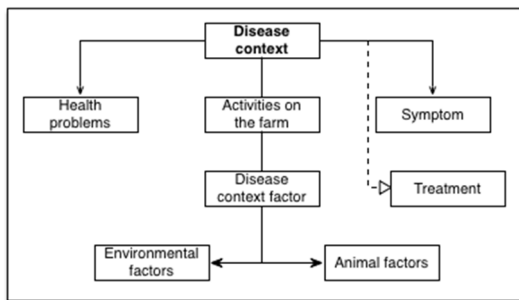 Disease
context
Health
problems
Activities on
the farm
Symptom
Disease
context factor
Treatment
Environmental
factors
Animal factors